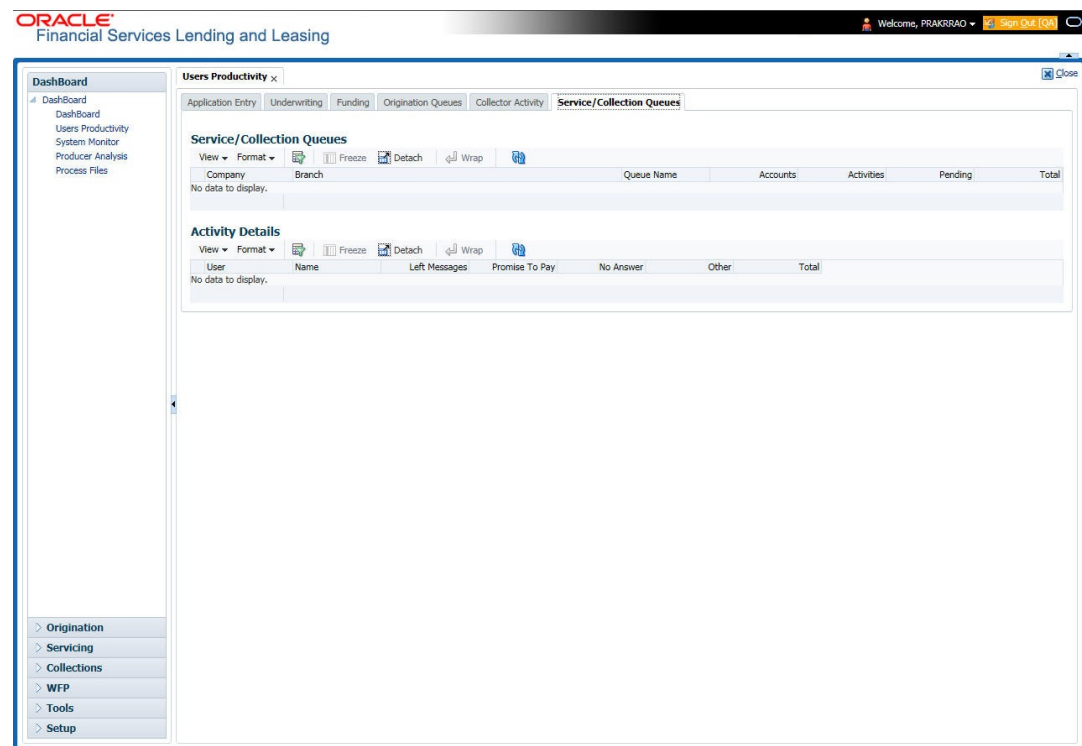 ORACLE®
Financial Services Lending and Leasing
Welcome, PRAKRRAO Sign Out [QA]
DashBoard
DashBoard
DashBoard
Users Productivity
System Monitor
Producer Analysis
Process Files
Origination
Servicing
Collections
WFP
Tools
Setup
Users Productivity × Close
Application Entry Underwriting Funding Origination Queues Collector Activity Service/Collection Queues
Service/Collection Queues
View Format Freeze Detach Wrap
Company Branch Queue Name Accounts Activities Pending Total
No data to display.
Activity Details
View Format Freeze Detach Wrap
User Name Left Messages Promise To Pay No Answer Other Total
No data to display.